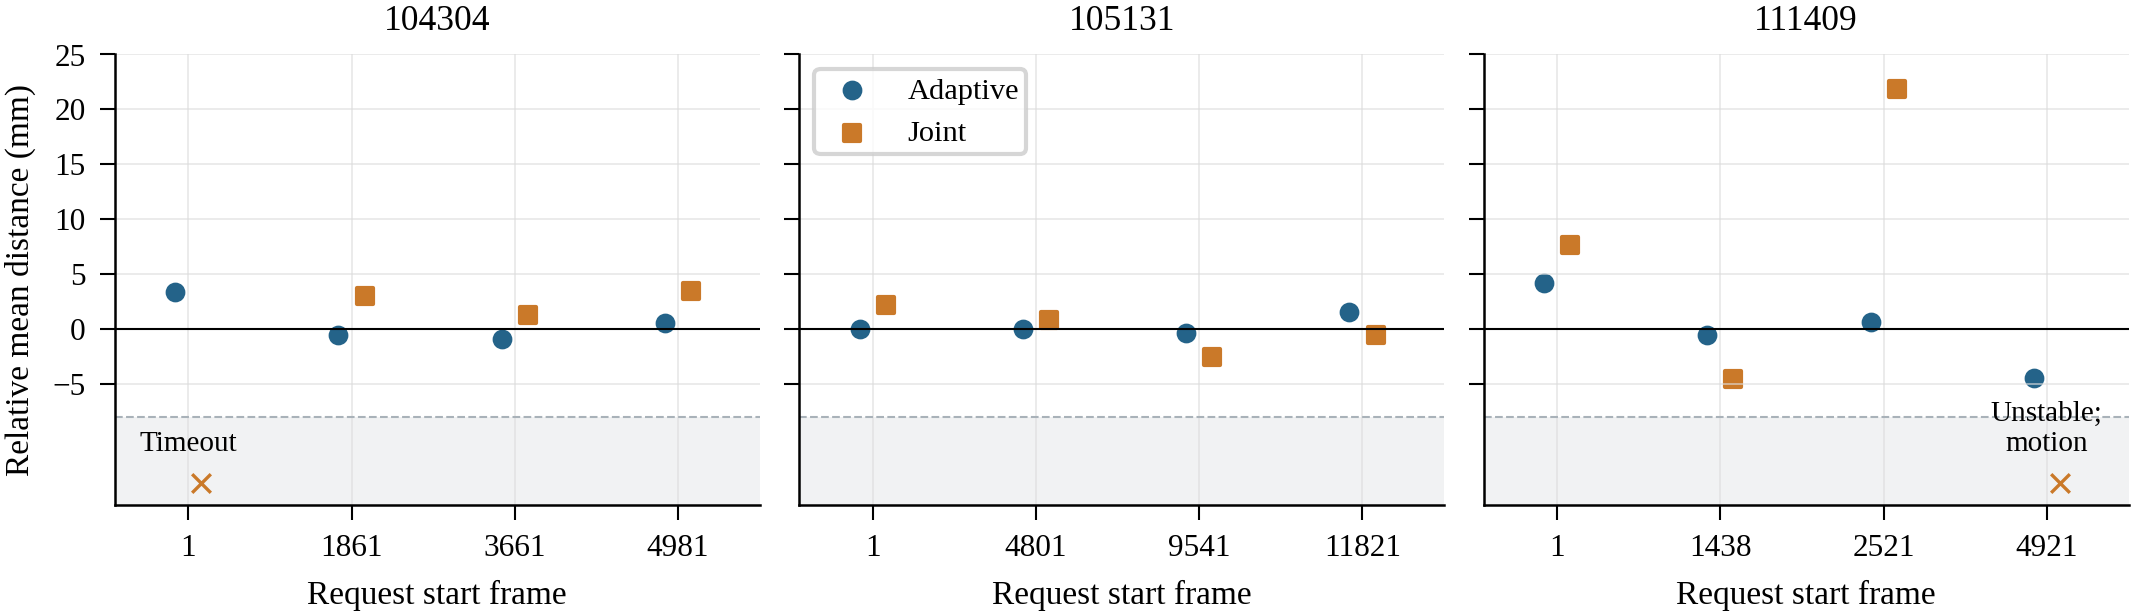 104304
105131
111409
Relative mean distance (mm)
25
20
15
10
5
0
−5
Timeout
1
1861
3661
4981
Request start frame
Adaptive
Joint
1
4801
9541
11821
Request start frame
Unstable;
motion
1
1438
2521
4921
Request start frame